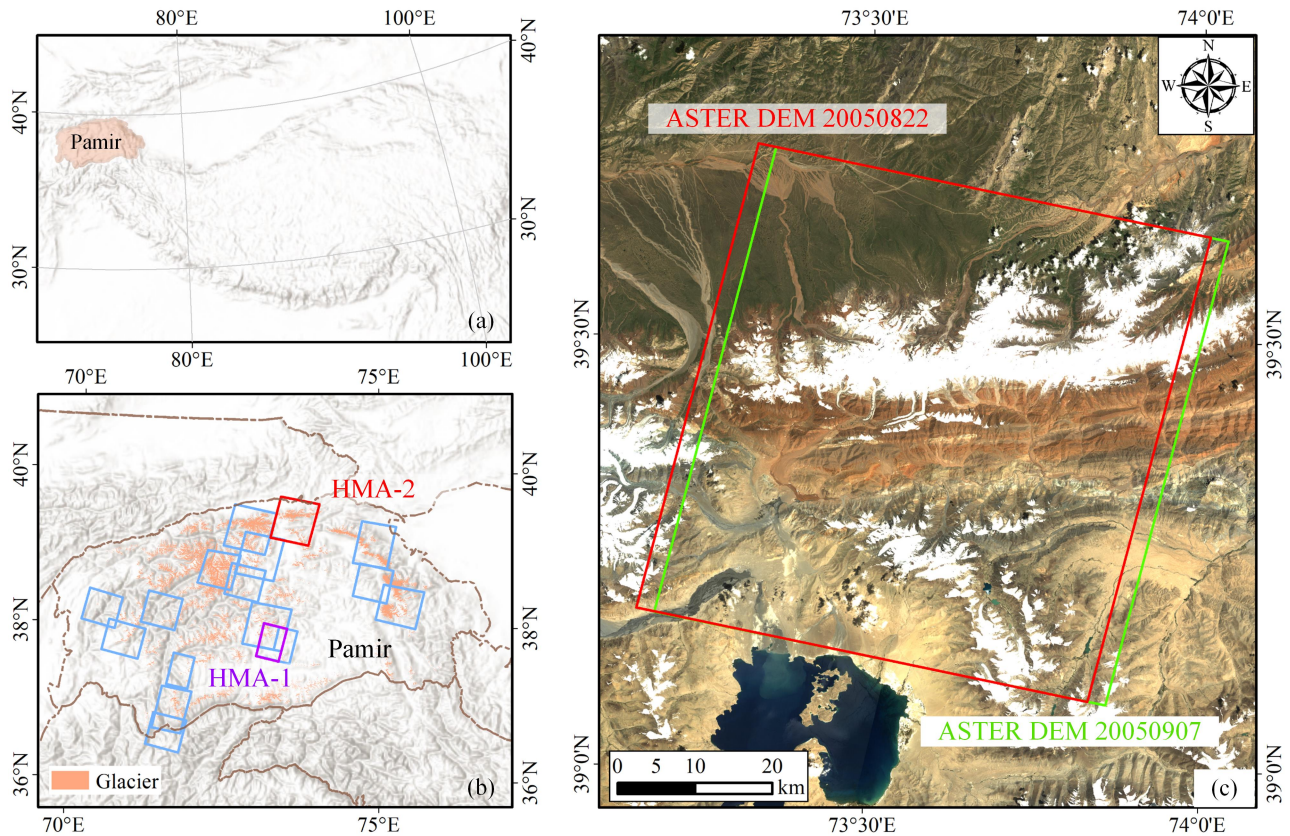 80°E
100°E
40°N
40°N
Pamir
30°N
30°N
(a)
80°E
100°E
70°E
75°E
40°N
40°N
HMA-2
38°N
38°N
Pamir
HMA-1
36°N
36°N
Glacier
(b)
70°E
75°E
73°30'E
74°0'E
N
W
E
S
ASTER DEM 20050822
39°30'N
39°30'N
ASTER DEM 20050907
39°0'N
39°0'N
0 5 10 20
km
(c)
73°30'E
74°0'E